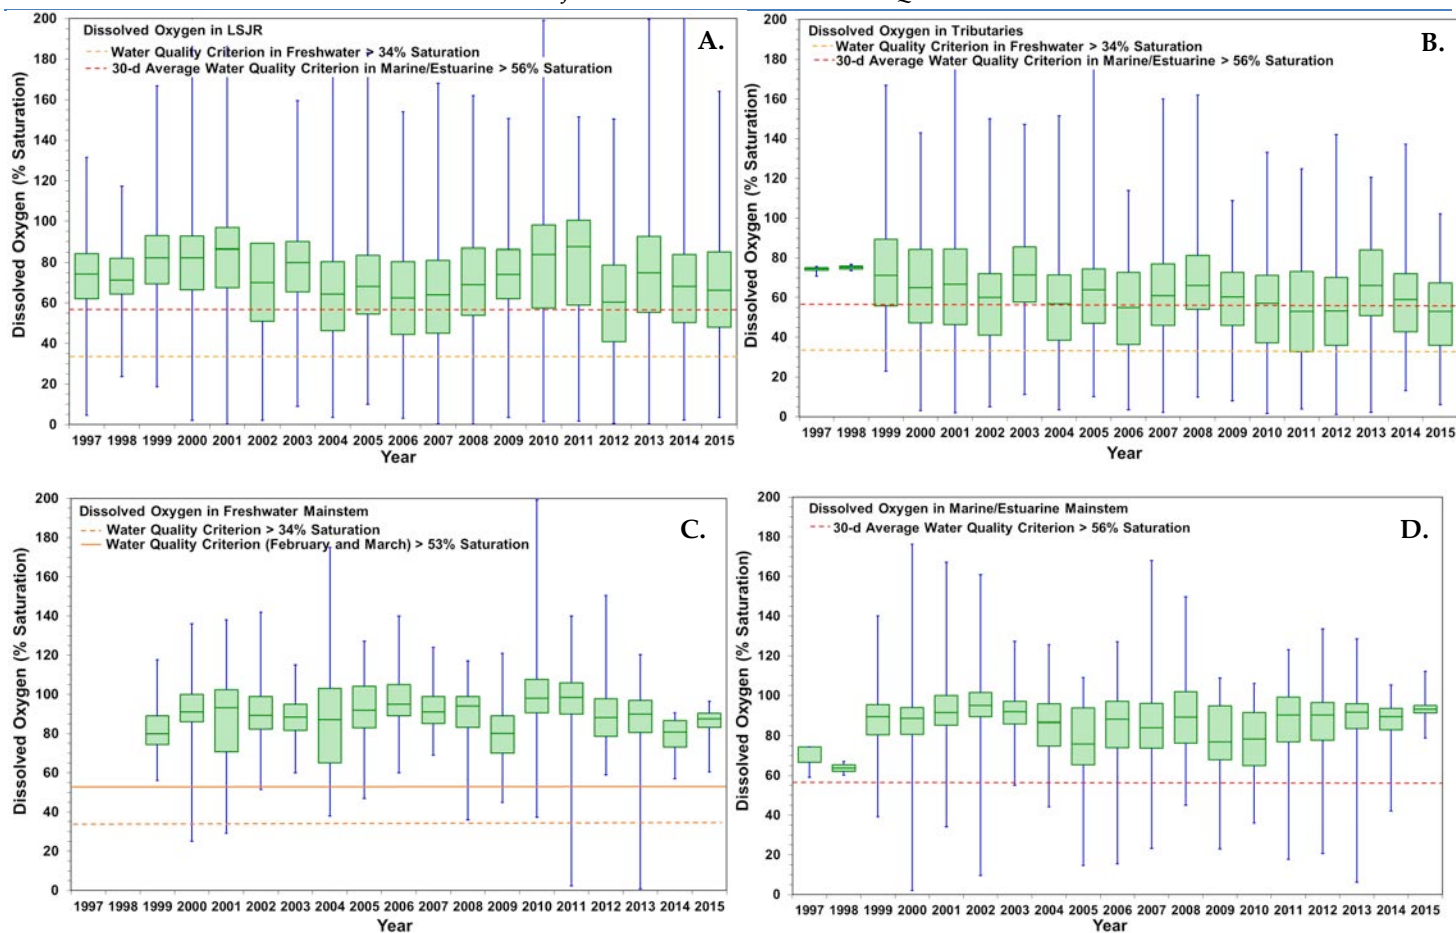 Dissolved Oxygen in LSJR
A.
Water Quality Criterion in Freshwater > 34% Saturation
30-d Average Water Quality Criterion in Marine/Estuarine > 56% Saturation
Dissolved Oxygen (% Saturation)
200
180
160
140
120
100
80
60
40
20
0
1997 1998 1999 2000 2001 2002 2003 2004 2005 2006 2007 2008 2009 2010 2011 2012 2013 2014 2015
Year
Dissolved Oxygen in Tributaries
B.
Water Quality Criterion in Freshwater > 34% Saturation
30-d Average Water Quality Criterion in Marine/Estuarine > 56% Saturation
Dissolved Oxygen (% Saturation)
200
180
160
140
120
100
80
60
40
20
0
1997 1998 1999 2000 2001 2002 2003 2004 2005 2006 2007 2008 2009 2010 2011 2012 2013 2014 2015
Year
Dissolved Oxygen in Freshwater Mainstem
C.
Water Quality Criterion > 34% Saturation
Water Quality Criterion (February and March) > 53% Saturation
Dissolved Oxygen (% Saturation)
200
180
160
140
120
100
80
60
40
20
0
1997 1998 1999 2000 2001 2002 2003 2004 2005 2006 2007 2008 2009 2010 2011 2012 2013 2014 2015
Year
Dissolved Oxygen in Marine/Estuarine Mainstem
D.
30-d Average Water Quality Criterion > 56% Saturation
Dissolved Oxygen (% Saturation)
200
180
160
140
120
100
80
60
40
20
0
1997 1998 1999 2000 2001 2002 2003 2004 2005 2006 2007 2008 2009 2010 2011 2012 2013 2014 2015
Year